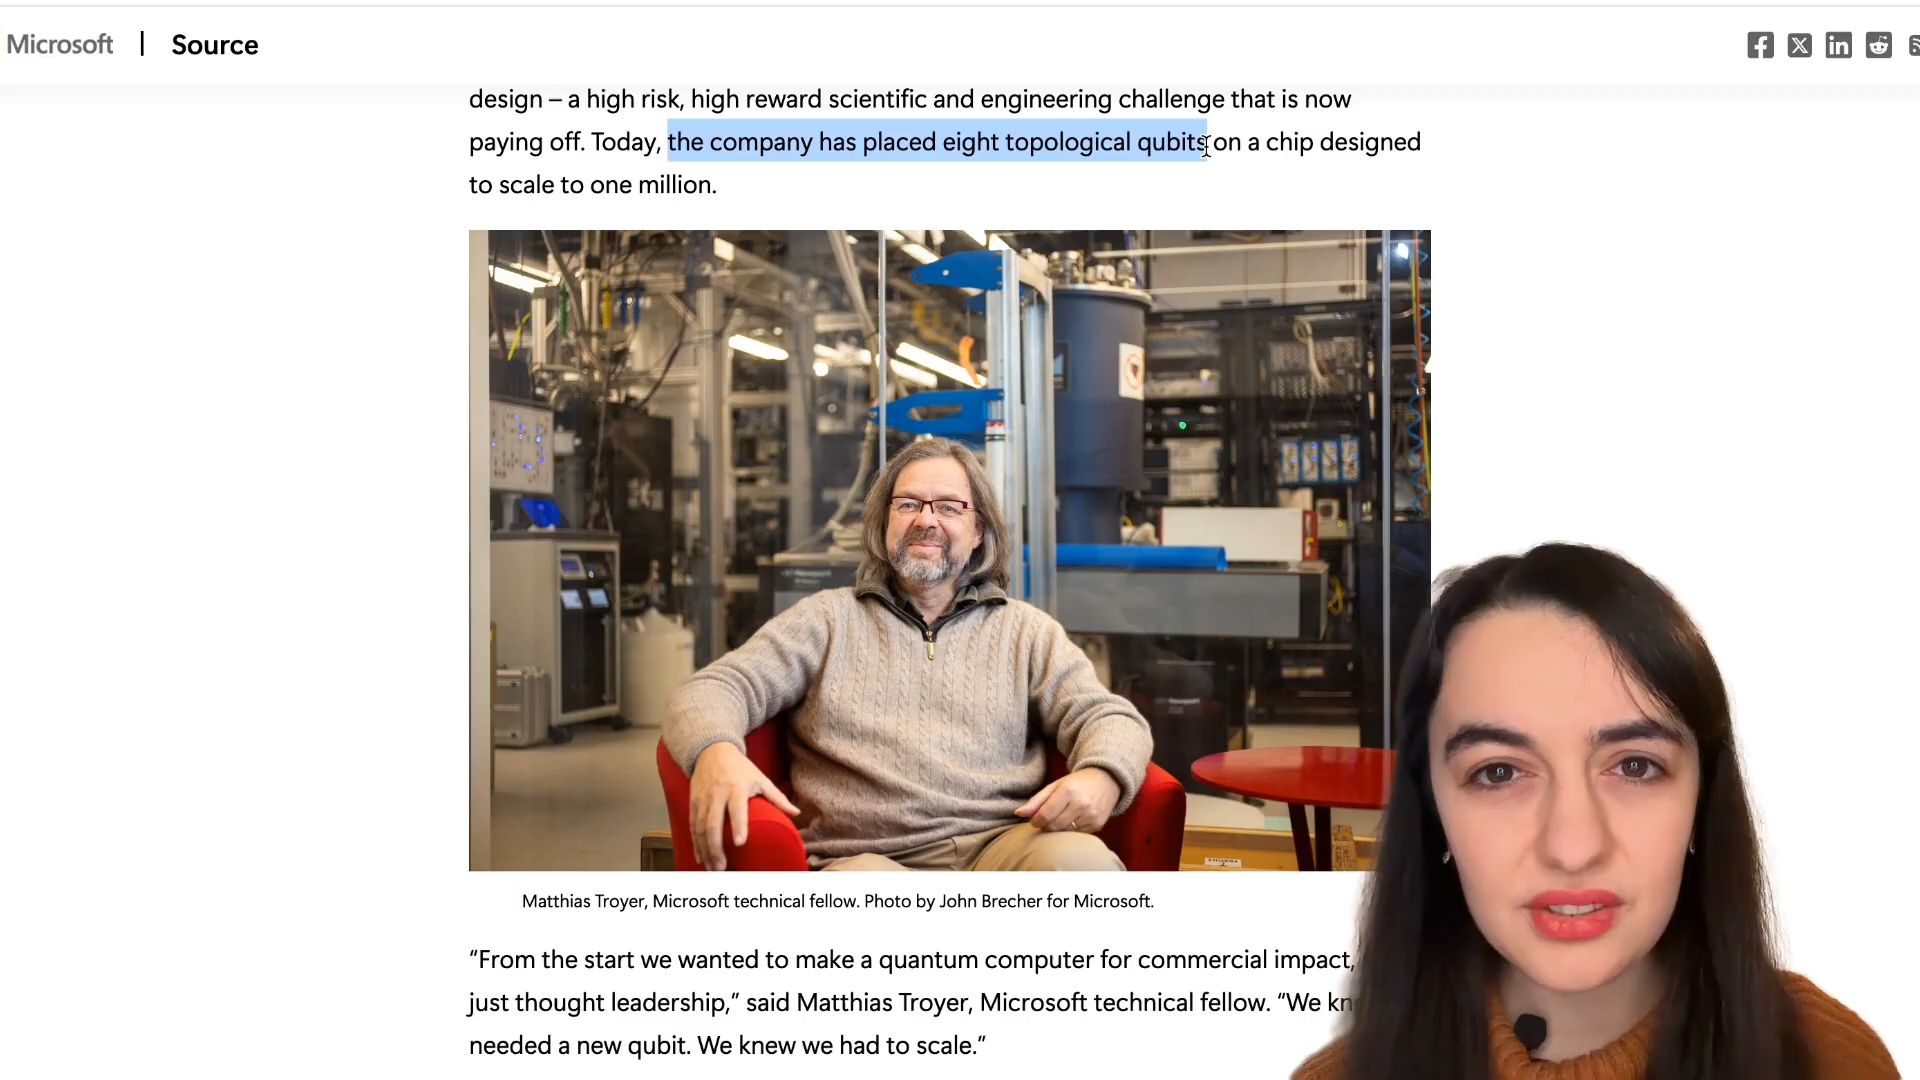 Microsoft | Source
design – a high risk, high reward scientific and engineering challenge that is now
paying off. Today, the company has placed eight topological qubits on a chip designed
to scale to one million.
Matthias Troyer, Microsoft technical fellow. Photo by John Brecher for Microsoft.
“From the start we wanted to make a quantum computer for commercial impact,
just thought leadership,” said Matthias Troyer, Microsoft technical fellow. “We kn
needed a new qubit. We knew we had to scale.”